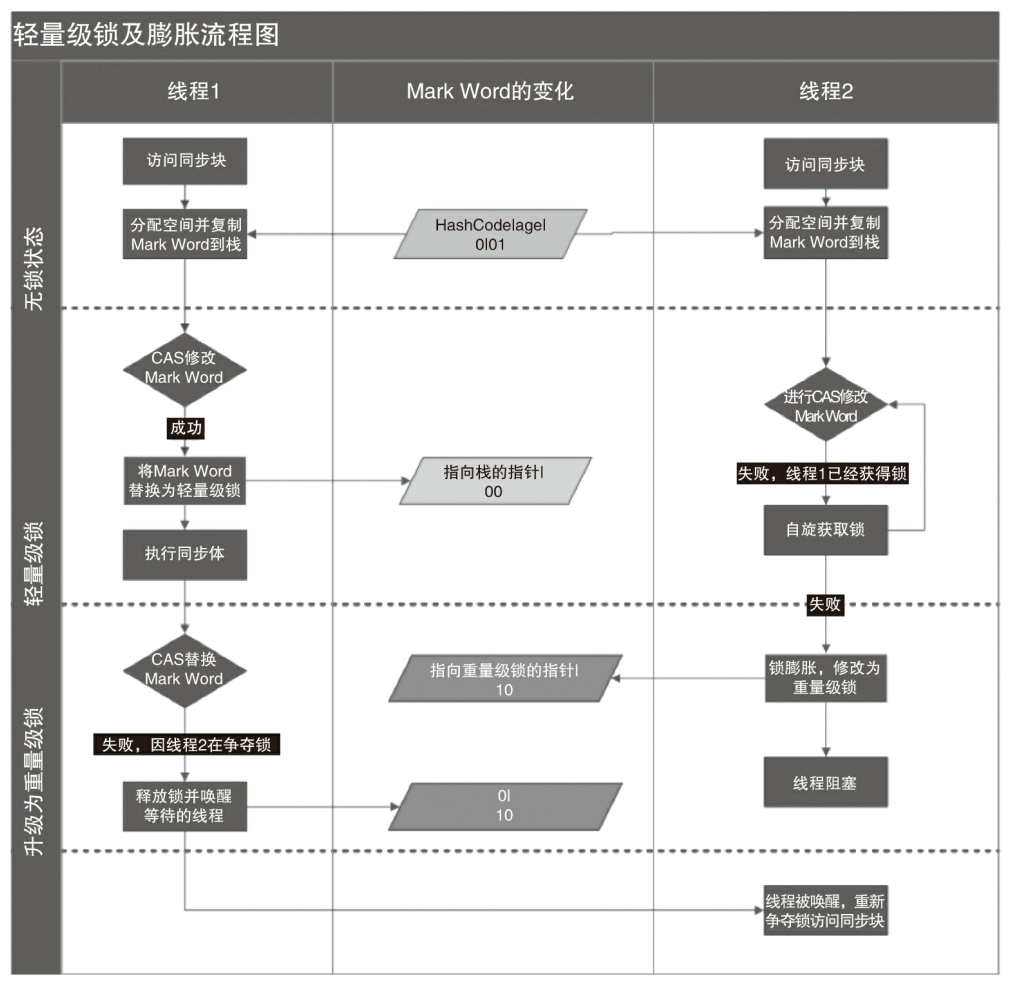 轻量级锁及膨胀流程图
线程1
Mark Word的变化
线程2
无锁状态
访问同步块
访问同步块
分配空间并复制
Mark Word到栈
HashCode|age|
0|01
分配空间并复制
Mark Word到栈
轻量级锁
CAS修改
Mark Word
进行CAS修改
Mark Word
成功
将Mark Word
替换为轻量级锁
指向栈的指针|
00
失败，线程1已经获得锁
执行同步体
自旋获取锁
失败
升级为重量级锁
CAS替换
Mark Word
指向重量级锁的指针|
10
锁膨胀，修改为
重量级锁
失败，因线程2在争夺锁
释放锁并唤醒
等待的线程
0|
10
线程阻塞
线程被唤醒，重新
争夺锁访问同步块